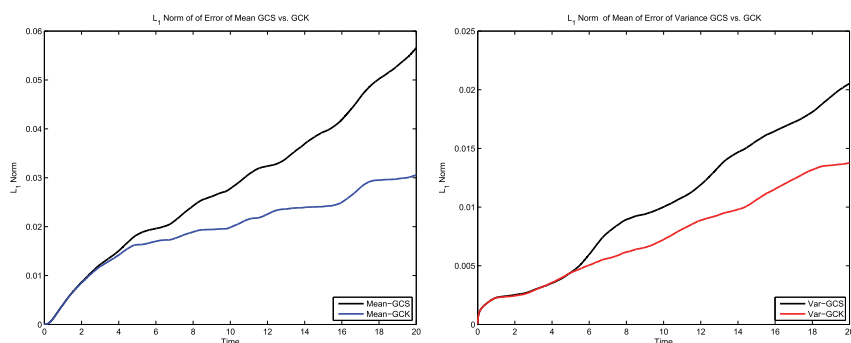 L1 Norm of of Error of Mean GCS vs. GCK
0.06
0.05
0.04
0.03
0.02
0.01
0
L1 Norm
0 2 4 6 8 10 12 14 16 18 20
Time
Mean-GCS
Mean-GCK
L1 Norm of Mean of Error of Variance GCS vs. GCK
0.025
0.02
0.015
0.01
0.005
0
L1 Norm
0 2 4 6 8 10 12 14 16 18 20
Time
Var-GCS
Var-GCK